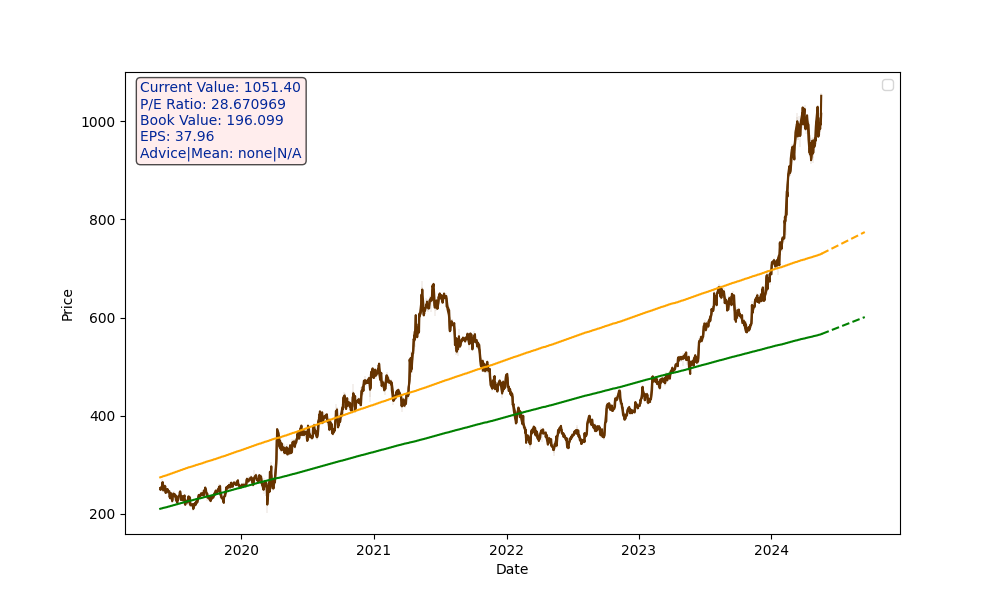 Current Value: 1051.40
P/E Ratio: 28.670969
Book Value: 196.099
EPS: 37.96
Advice|Mean: none|N/A
Price
1000
800
600
400
200
2020 2021 2022 2023 2024
Date